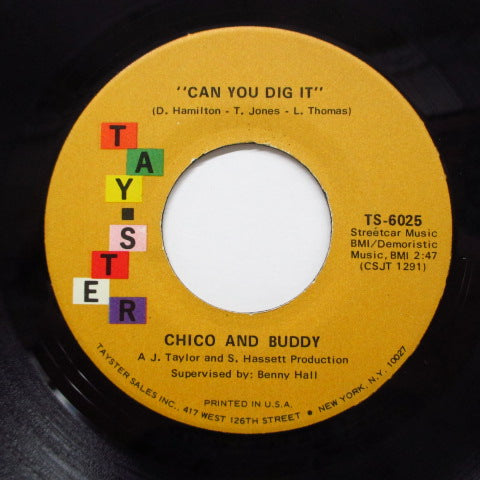 "CAN YOU DIG IT"
(D. Hamilton - T. Jones - L. Thomas)
TAY•STER
TS-6025
Streetcar Music
BMI/Demoristic
Music, BMI 2:47
(CSJT 1291)
CHICO AND BUDDY
A J. Taylor and S. Hassett Production
Supervised by: Benny Hall
PRINTED IN U.S.A.
TAYSTER SALES INC., 417 WEST 126TH STREET • NEW YORK, N.Y. 10027